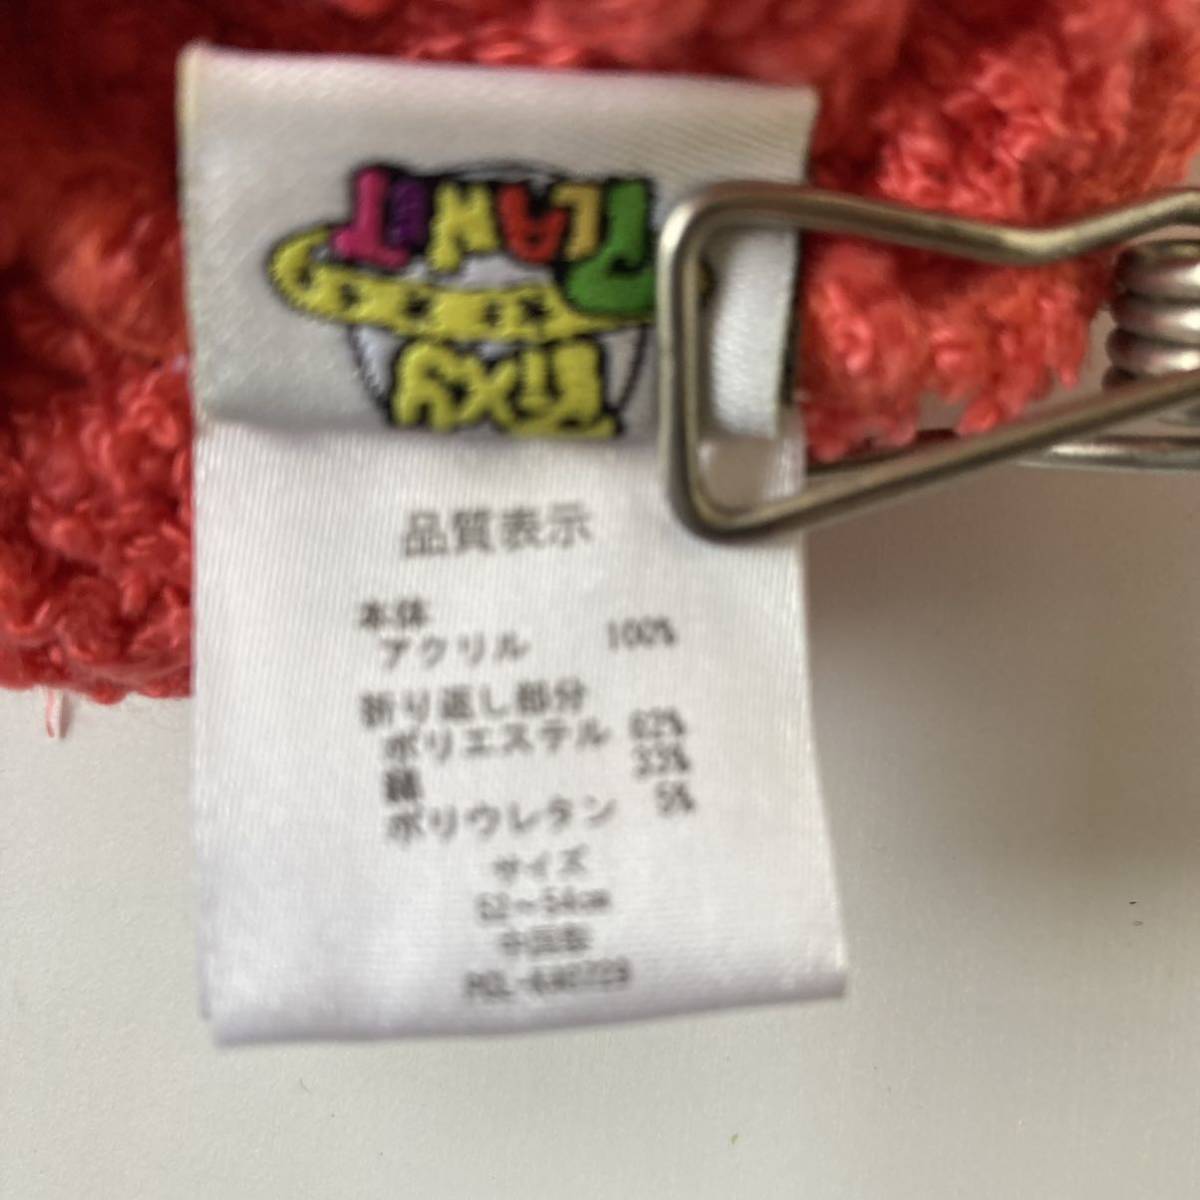 PLANET
品質表示
本体
アクリル 100%
折り返し部分
ポリエステル 62%
綿 33%
ポリウレタン 5%
サイズ
52～54cm
中国製